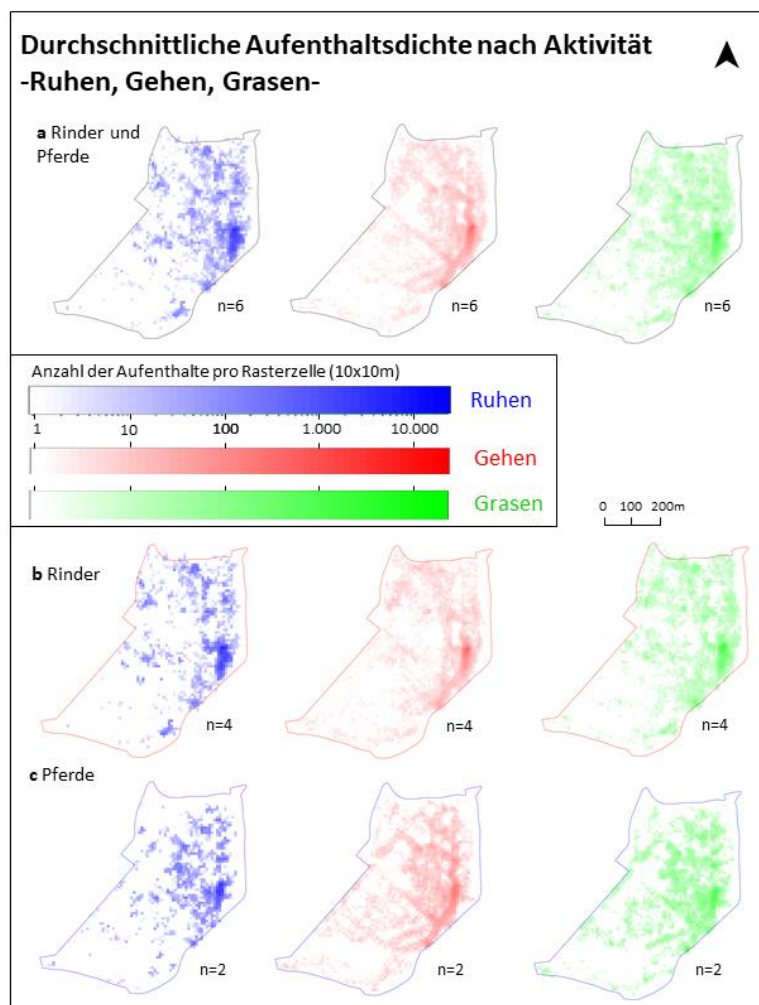 Durchschnittliche Aufenthaltsdichte nach Aktivität
-Ruhen, Gehen, Grasen-
a Rinder und
Pferde
n=6
n=6
n=6
Anzahl der Aufenthalte pro Rasterzelle (10x10m)
Ruhen
1 10 100 1.000 10.000
Gehen
Grasen
0 100 200m
b Rinder
n=4
n=4
n=4
c Pferde
n=2
n=2
n=2